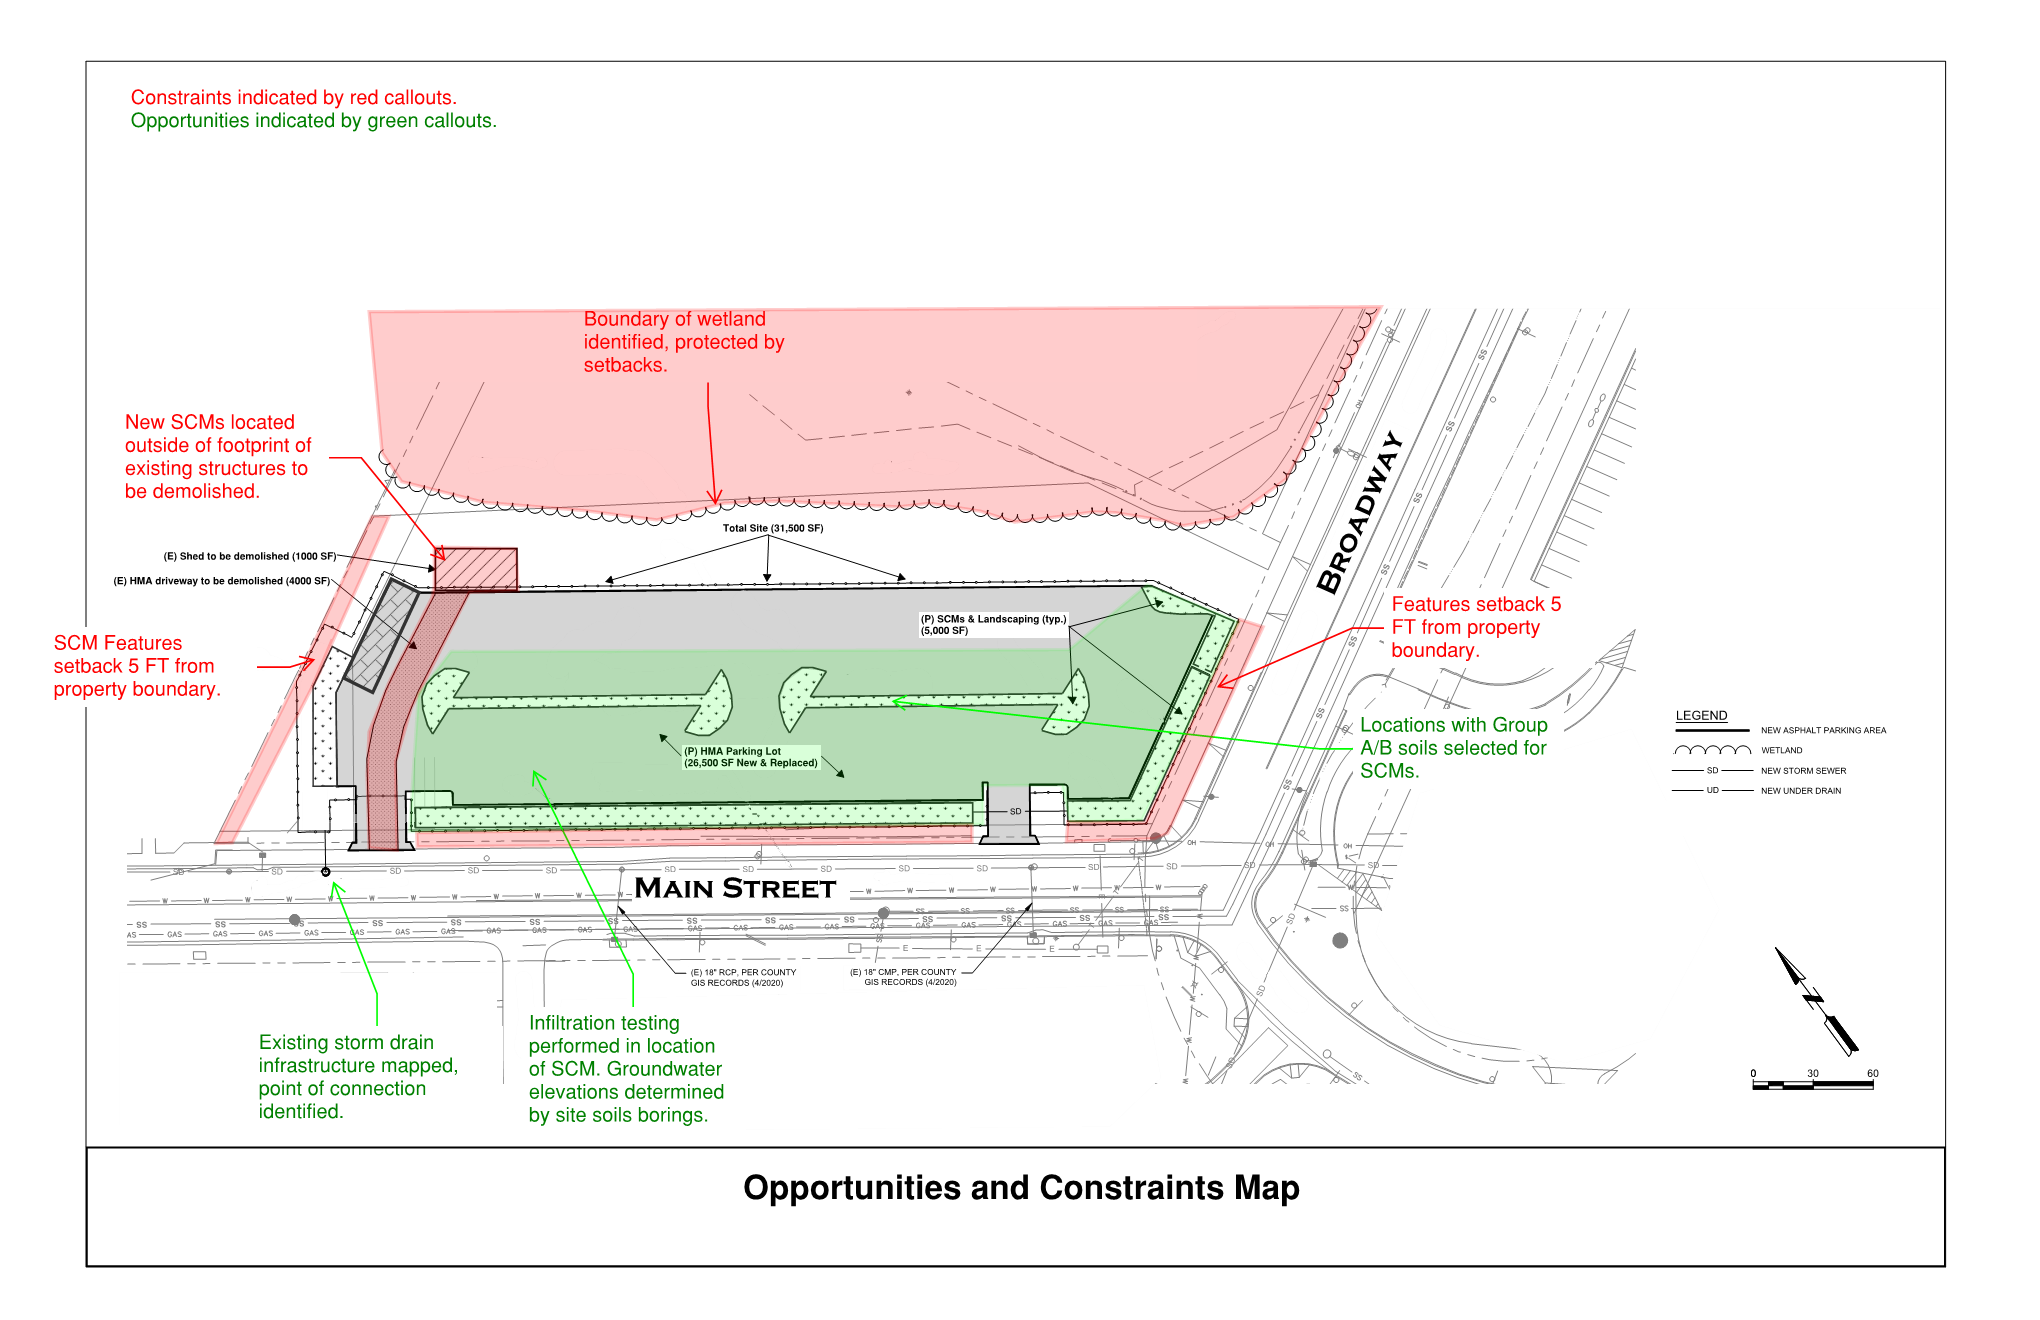 Constraints indicated by red callouts.
Opportunities indicated by green callouts.
Boundary of wetland
identified, protected by
setbacks.
New SCMs located
outside of footprint of
existing structures to
be demolished.
Total Site (31,500 SF)
(E) Shed to be demolished (1000 SF)
(E) HMA driveway to be demolished (4000 SF)
BROADWAY
(P) SCMs & Landscaping (typ.)
(5,000 SF)
Features setback 5
FT from property
boundary.
SCM Features
setback 5 FT from
property boundary.
Locations with Group
A/B soils selected for
SCMs.
(P) HMA Parking Lot
(26,500 SF New & Replaced)
LEGEND
NEW ASPHALT PARKING AREA
WETLAND
SD NEW STORM SEWER
UD NEW UNDER DRAIN
SD
MAIN STREET
(E) 18" RCP, PER COUNTY
GIS RECORDS (4/2020)
(E) 18" CMP, PER COUNTY
GIS RECORDS (4/2020)
Existing storm drain
infrastructure mapped,
point of connection
identified.
Infiltration testing
performed in location
of SCM. Groundwater
elevations determined
by site soils borings.
0 30 60
Opportunities and Constraints Map